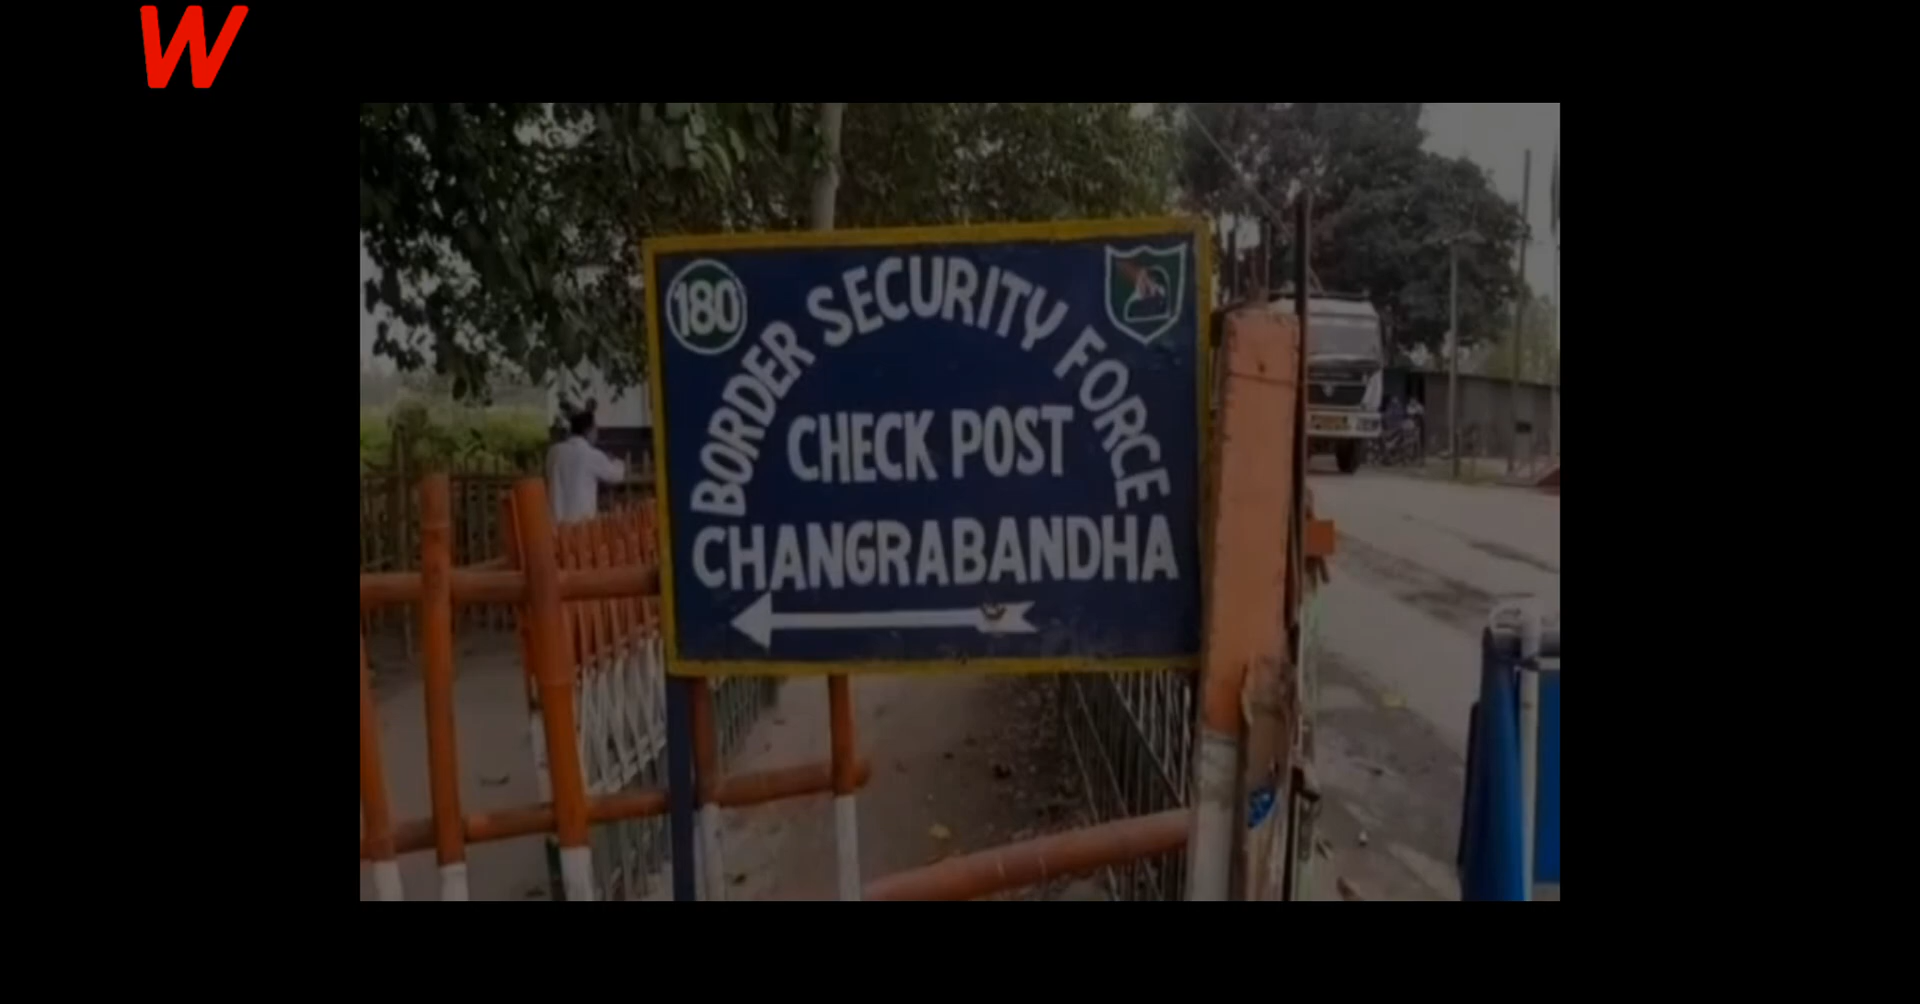 W
180
BORDER SECURITY FORCE
CHECK POST
CHANGRABANDHA